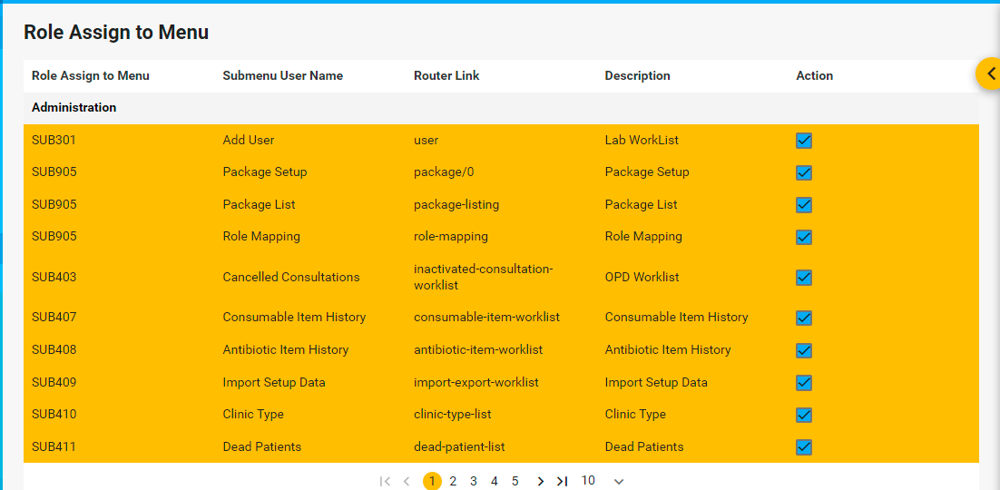 Role Assign to Menu
Role Assign to Menu Submenu User Name Router Link Description Action
Administration
SUB301 Add User user Lab WorkList
SUB905 Package Setup package/0 Package Setup
SUB905 Package List package-listing Package List
SUB905 Role Mapping role-mapping Role Mapping
SUB403 Cancelled Consultations inactivated-consultation-
worklist OPD Worklist
SUB407 Consumable Item History consumable-item-worklist Consumable Item History
SUB408 Antibiotic Item History antibiotic-item-worklist Antibiotic Item History
SUB409 Import Setup Data import-export-worklist Import Setup Data
SUB410 Clinic Type clinic-type-list Clinic Type
SUB411 Dead Patients dead-patient-list Dead Patients
1 2 3 4 5 10